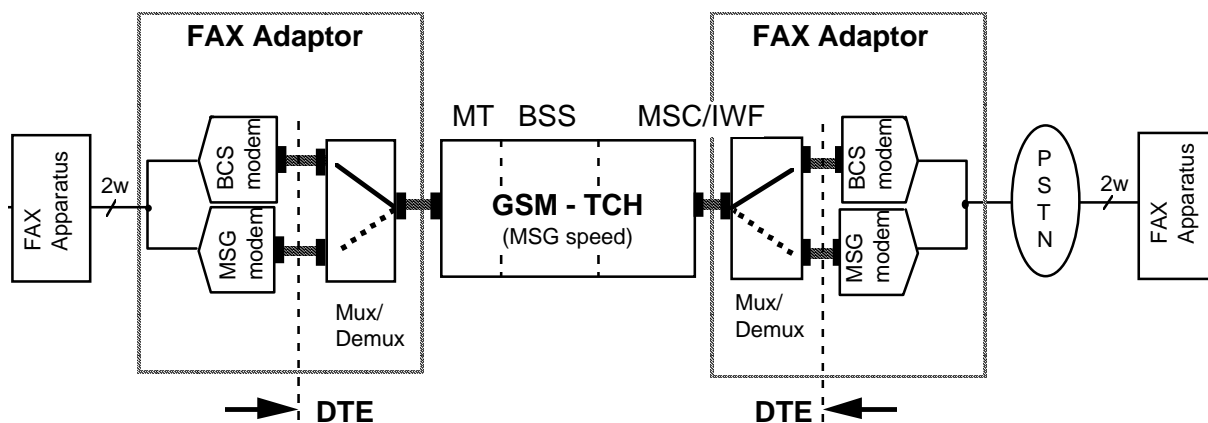 FAX Adaptor
FAX Adaptor
MT BSS MSC/IWF
FAX
Apparatus
2w
BCS
modem
MSG
modem
Mux/
Demux
GSM - TCH
(MSG speed)
Mux/
Demux
BCS
modem
MSG
modem
PSTN
2w
FAX
Apparatus
DTE
DTE